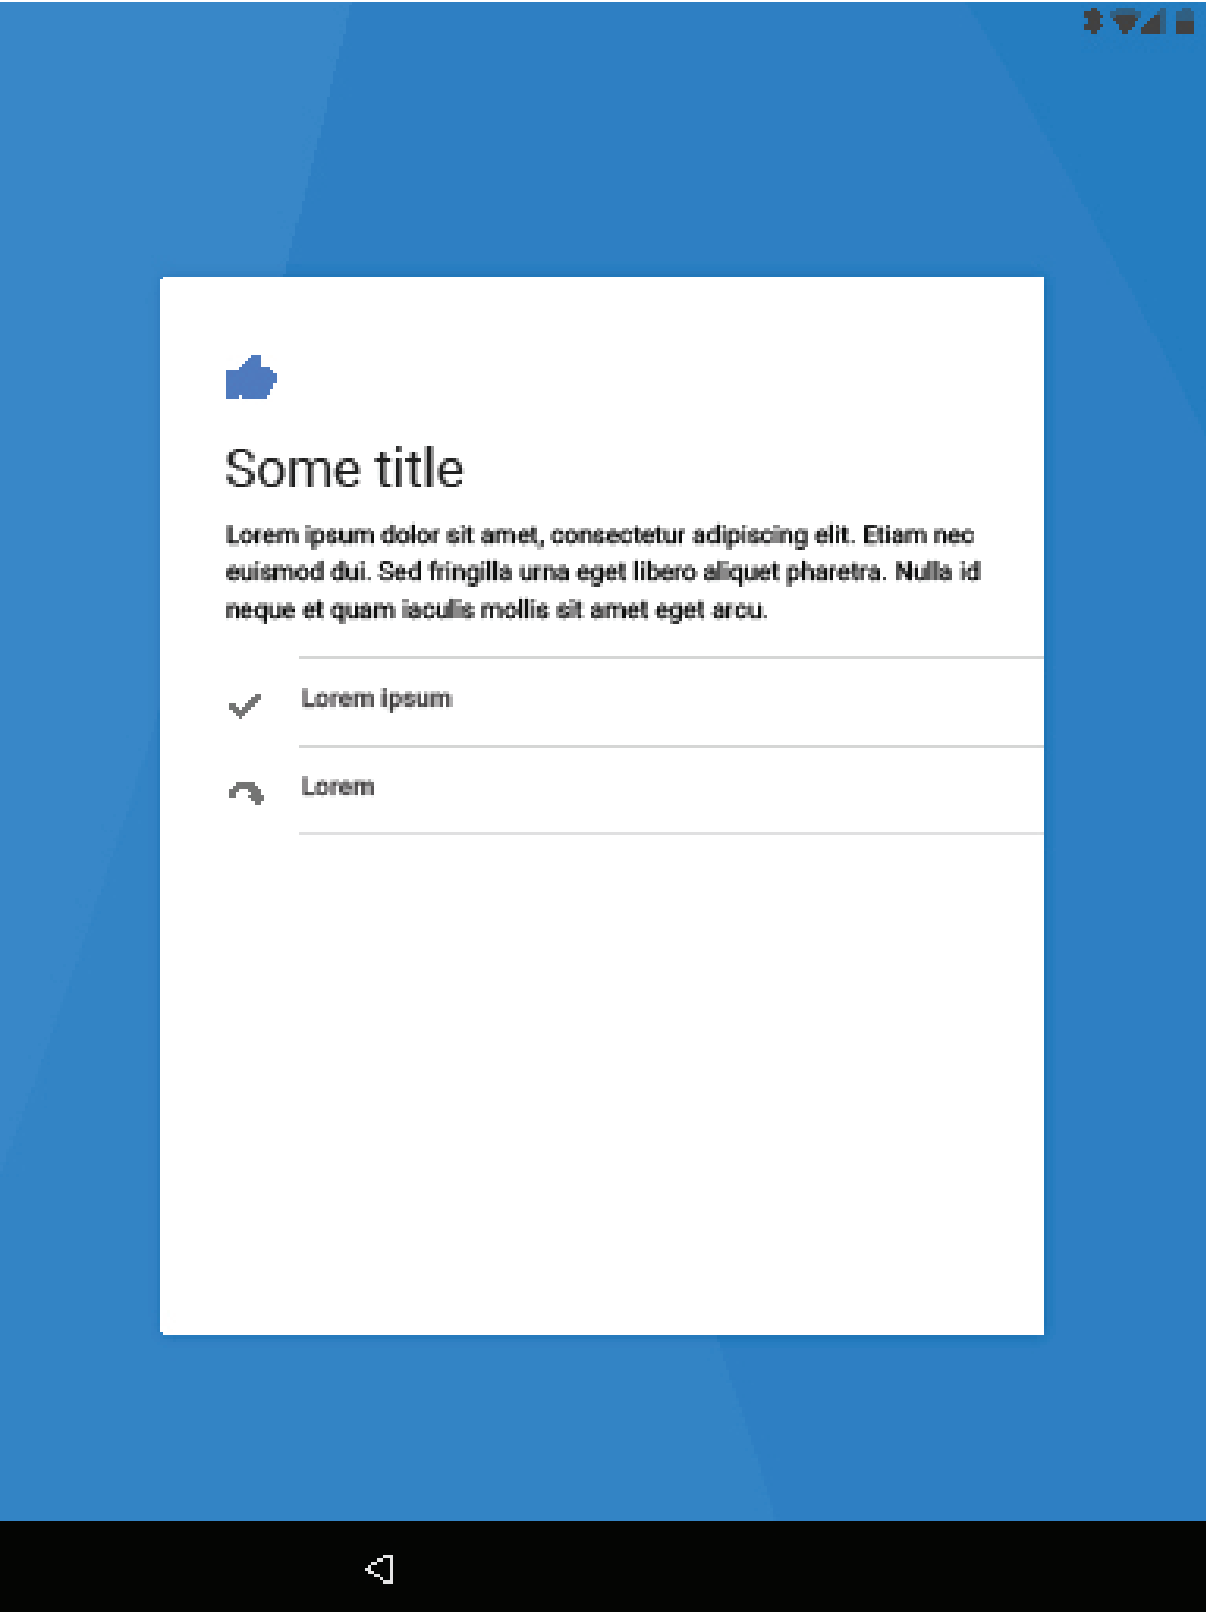 Some title
Lorem ipsum dolor sit amet, consectetur adipiscing elit. Etiam nec
euismod dui. Sed fringilla urna eget libero aliquet pharetra. Nulla id
neque et quam iaculis mollis sit amet eget arcu.
Lorem ipsum
Lorem